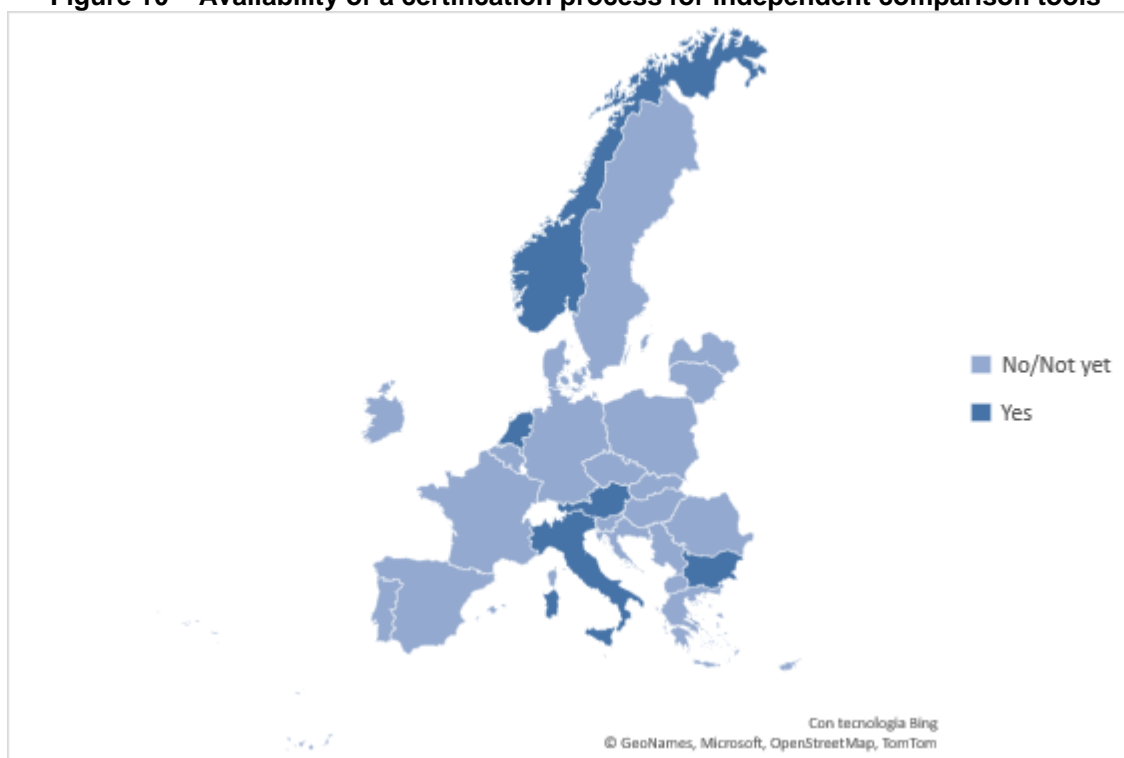 Figure 10 – Availability of a certification process for independent comparison tools
No/Not yet
Yes
Con tecnologia Bing
© GeoNames, Microsoft, OpenStreetMap, TomTom